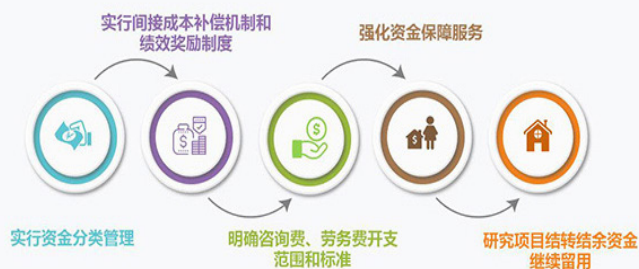 实行间接成本补偿机制和
绩效奖励制度
强化资金保障服务
实行资金分类管理
明确咨询费、劳务费开支
范围和标准
研究项目结转结余资金
继续留用